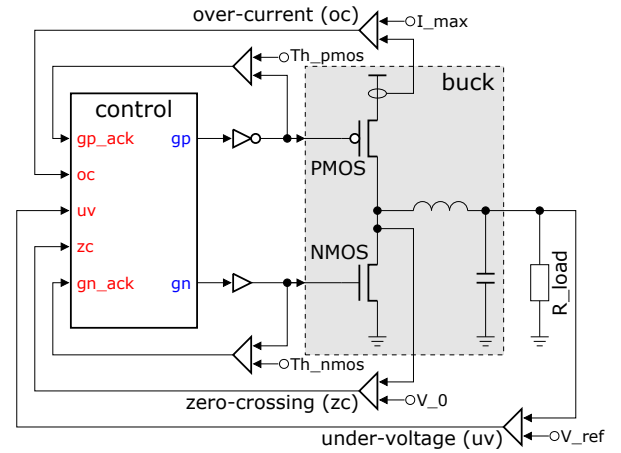 over-current (oc)
I_max
Th_pmos
buck
control
gp_ack
gp
oc
PMOS
uv
zc
NMOS
gn_ack
gn
R_load
Th_nmos
zero-crossing (zc)
V_0
under-voltage (uv)
V_ref